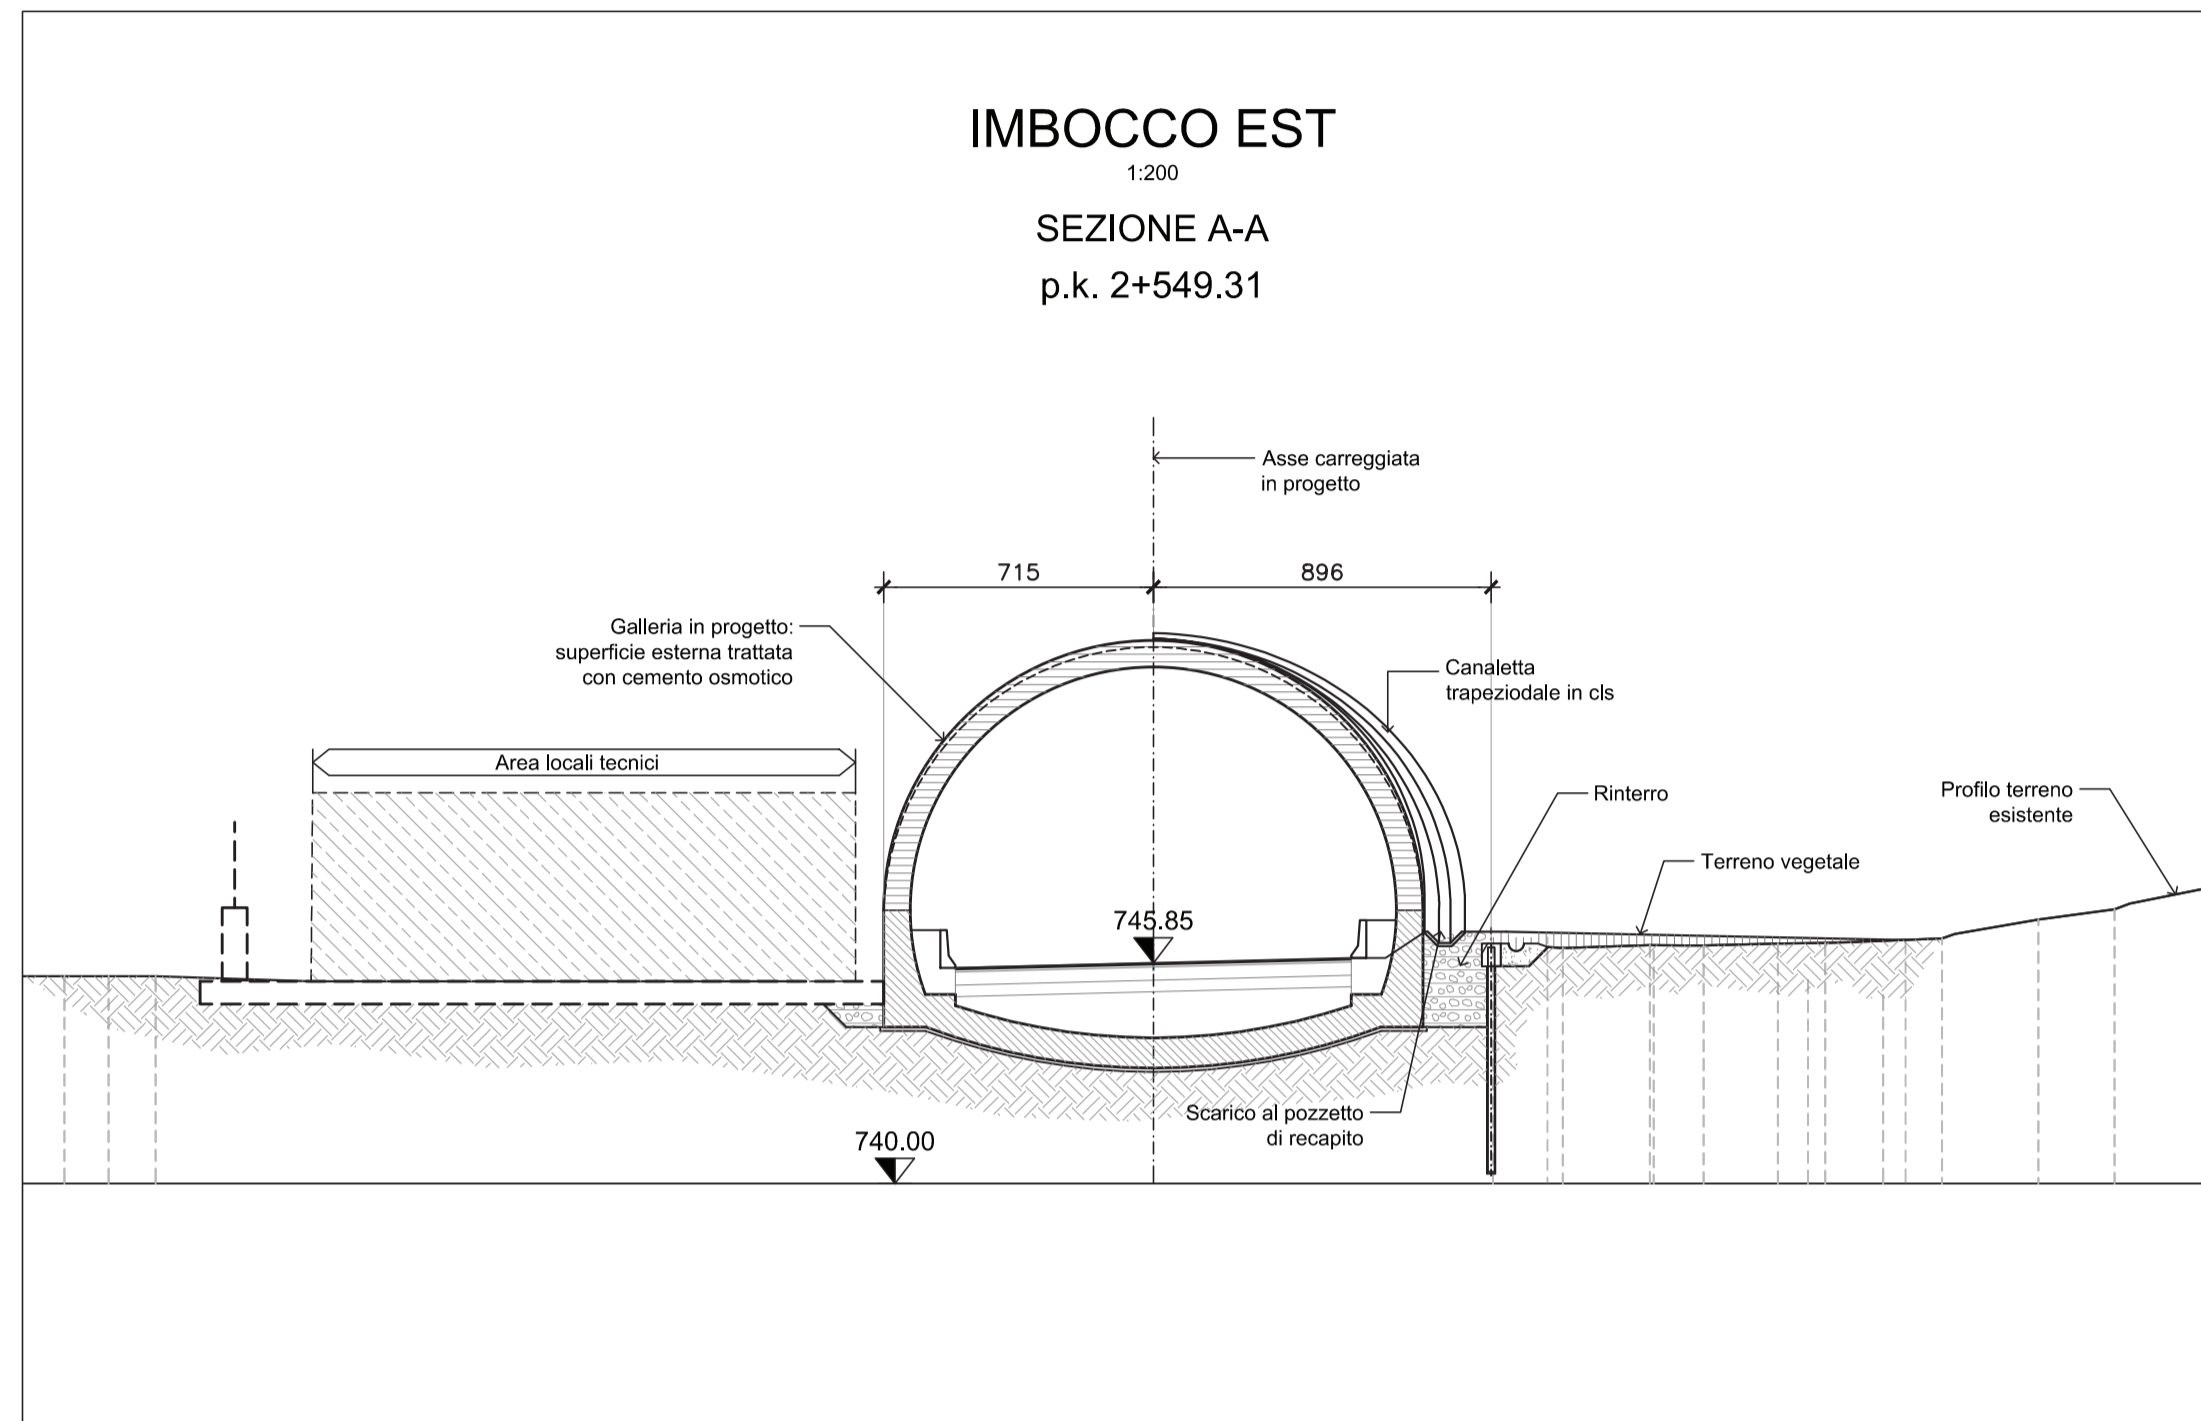 IMBOCCO EST
1:200
SEZIONE A-A
p.k. 2+549.31
Asse carreggiata
in progetto
715
896
Galleria in progetto:
superficie esterna trattata
con cemento osmotico
Canaletta
trapeziodale in cls
Area locali tecnici
Rinterro
Profilo terreno
esistente
Terreno vegetale
745.85
Scarico al pozzetto
di recapito
740.00